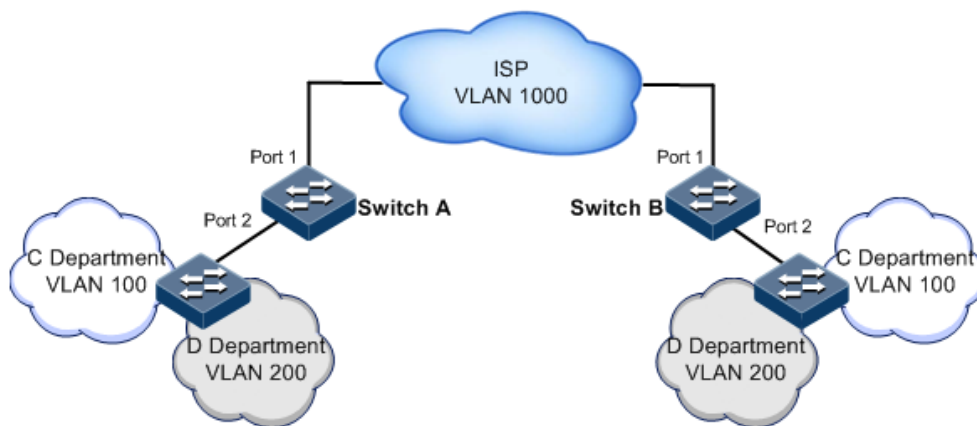 ISP
VLAN 1000
Port 1
Port 1
Switch A
Switch B
Port 2
Port 2
C Department
VLAN 100
C Department
VLAN 100
D Department
VLAN 200
D Department
VLAN 200